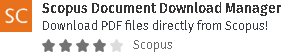 SC
Scopus Document Download Manager
Download PDF files directly from Scopus!
Scopus